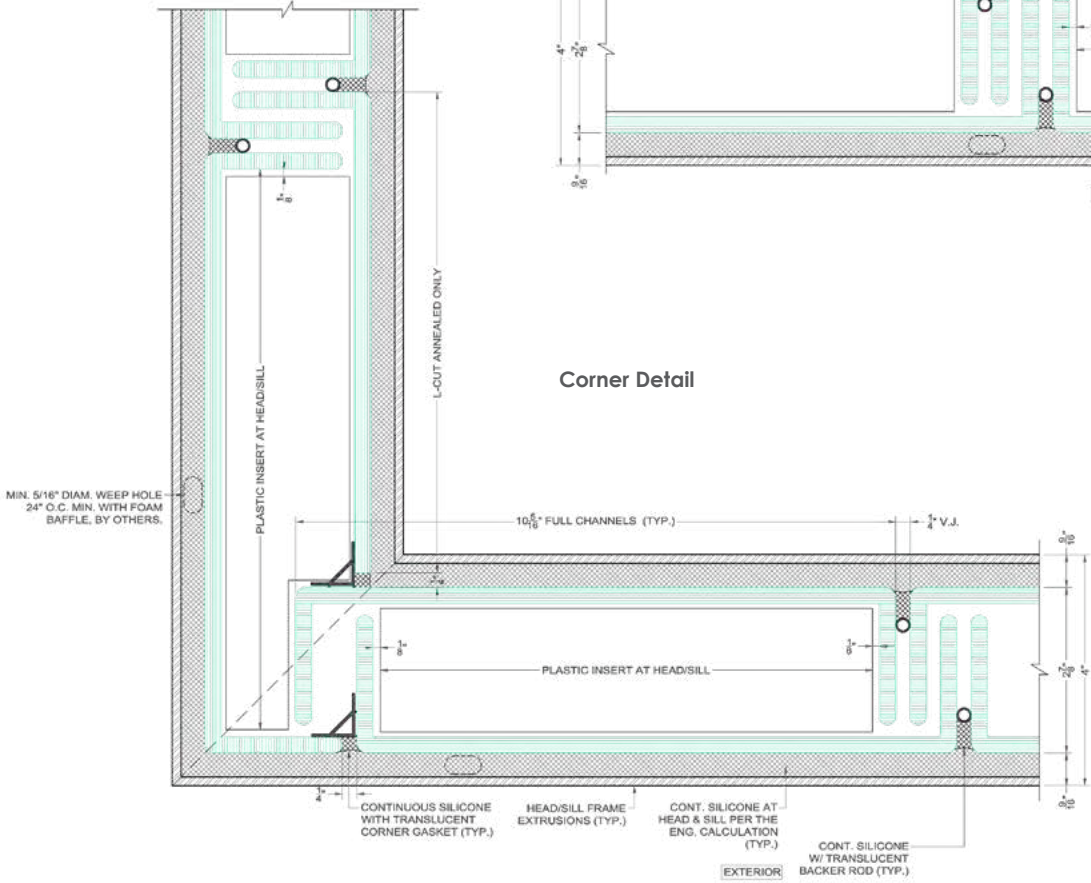 4"
2 7/8"
9/16"
1/8"
L-CUT ANNEALED ONLY
PLASTIC INSERT AT HEAD/SILL
Corner Detail
MIN. 5/16" DIAM. WEEP HOLE
24" O.C. MIN. WITH FOAM
BAFFLE, BY OTHERS.
10 5/16" FULL CHANNELS (TYP.)
1/4" V.J.
9/16"
1/4"
1/8"
1/8"
PLASTIC INSERT AT HEAD/SILL
2 7/8"
4"
1/4"
9/16"
CONTINUOUS SILICONE
WITH TRANSLUCENT
CORNER GASKET (TYP.)
HEAD/SILL FRAME
EXTRUSIONS (TYP.)
CONT. SILICONE AT
HEAD & SILL PER THE
ENG. CALCULATION
(TYP.)
CONT. SILICONE
W/ TRANSLUCENT
BACKER ROD (TYP.)
EXTERIOR